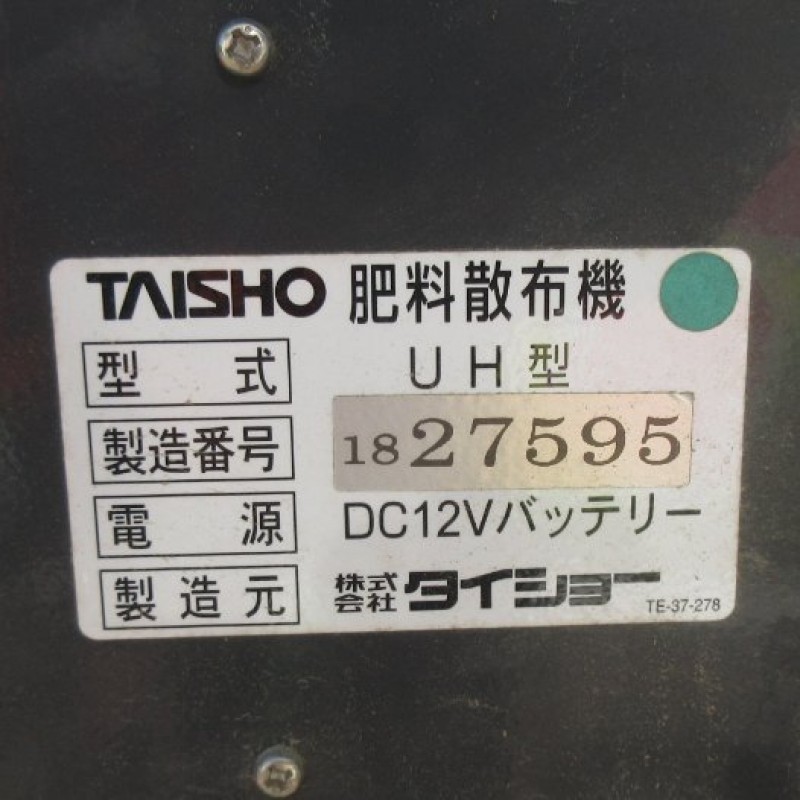 TAISHO 肥料散布機
型式 UH型
製造番号 1827595
電源 DC12Vバッテリー
製造元 株式会社 タイショー
TE-37-278